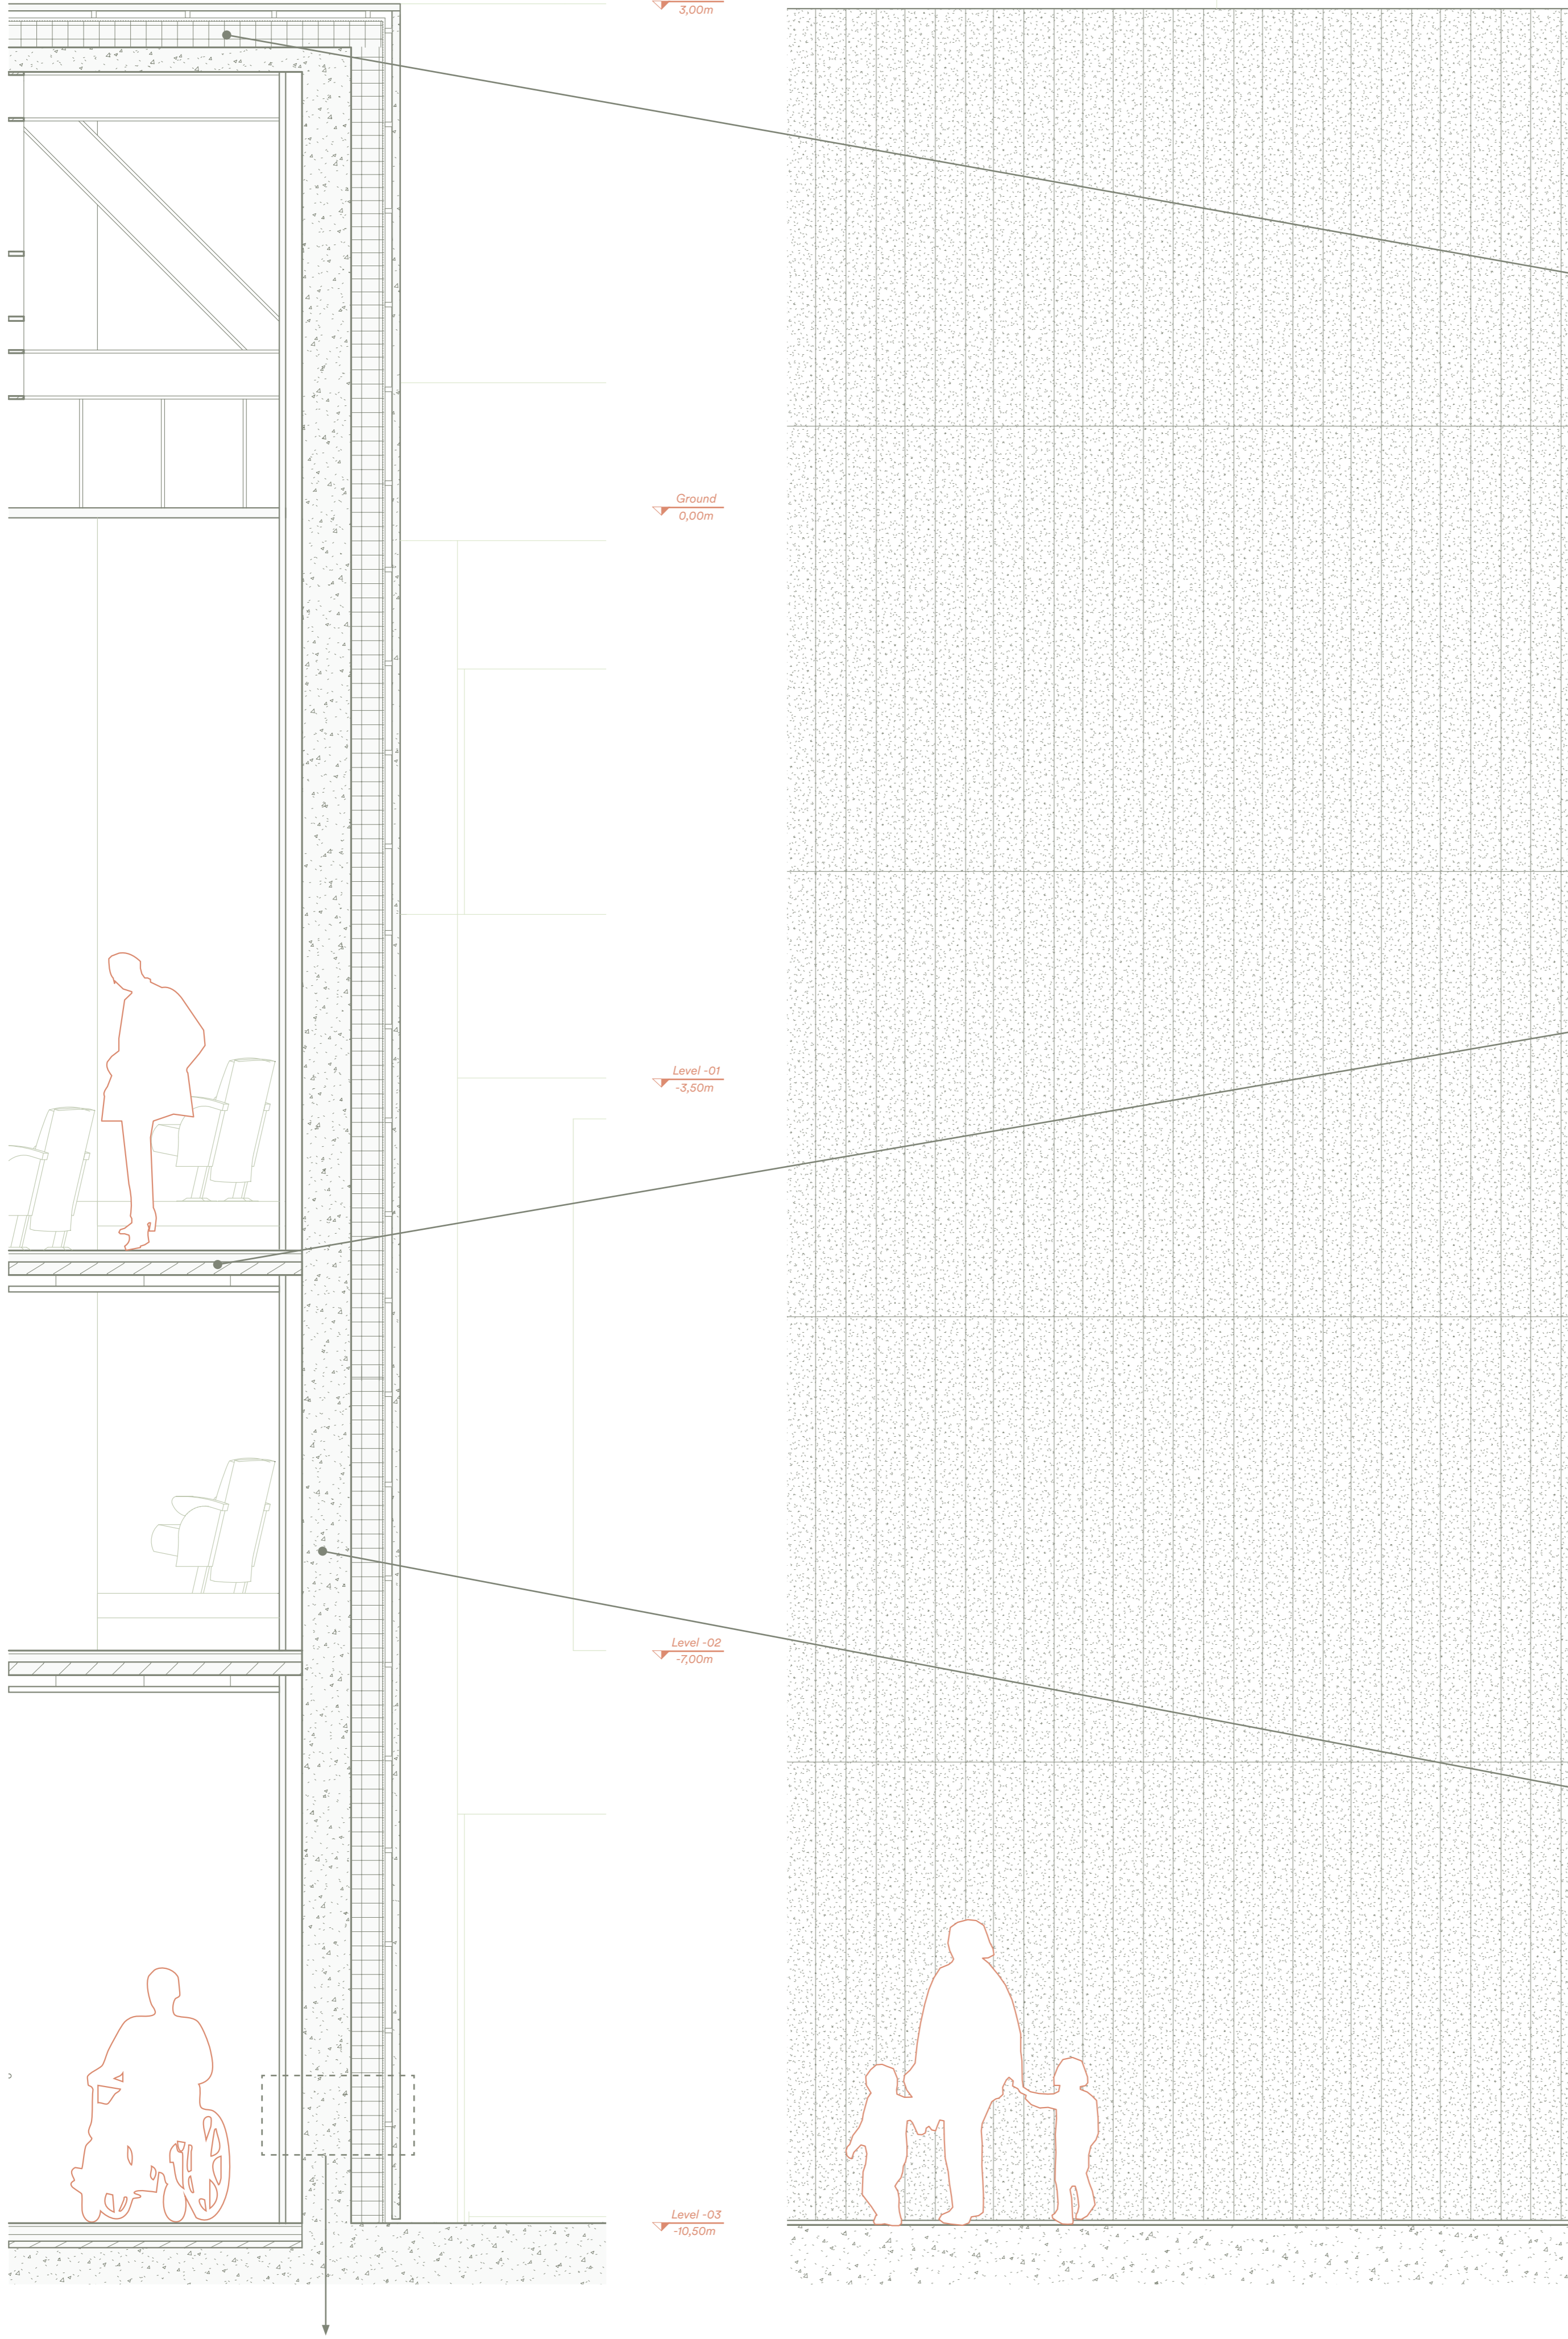 3,00m
Ground
0,00m
Level -01
-3,50m
Level -02
-7,00m
Level -03
-10,50m